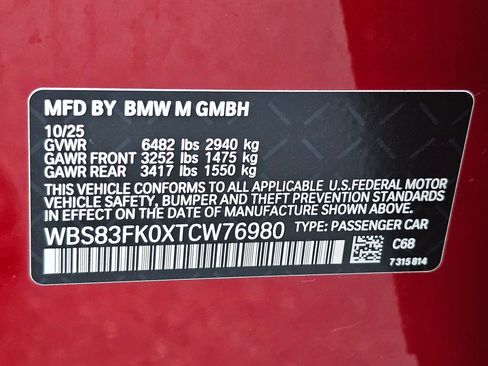 MFD BY BMW M GMBH
10/25
GVWR 6482 lbs 2940 kg
GAWR FRONT 3252 lbs 1475 kg
GAWR REAR 3417 lbs 1550 kg
THIS VEHICLE CONFORMS TO ALL APPLICABLE U.S.FEDERAL MOTOR
VEHICLE SAFETY, BUMPER AND THEFT PREVENTION STANDARDS
IN EFFECT ON THE DATE OF MANUFACTURE SHOWN ABOVE.
WBS83FK0XTCW76980 TYPE: PASSENGER CAR
C68
7 315 814